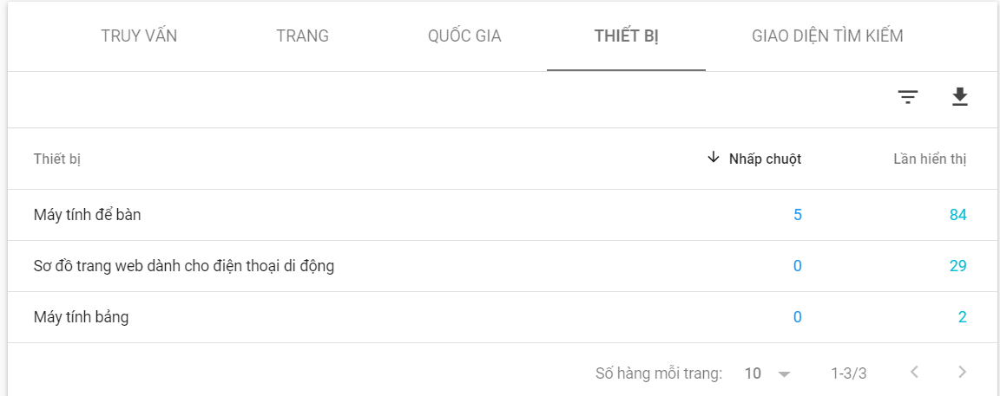 TRUY VẤN TRANG QUỐC GIA THIẾT BỊ GIAO DIỆN TÌM KIẾM
Thiết bị Nhấp chuột Lần hiển thị
Máy tính để bàn 5 84
Sơ đồ trang web dành cho điện thoại di động 0 29
Máy tính bảng 0 2
Số hàng mỗi trang: 10 1-3/3